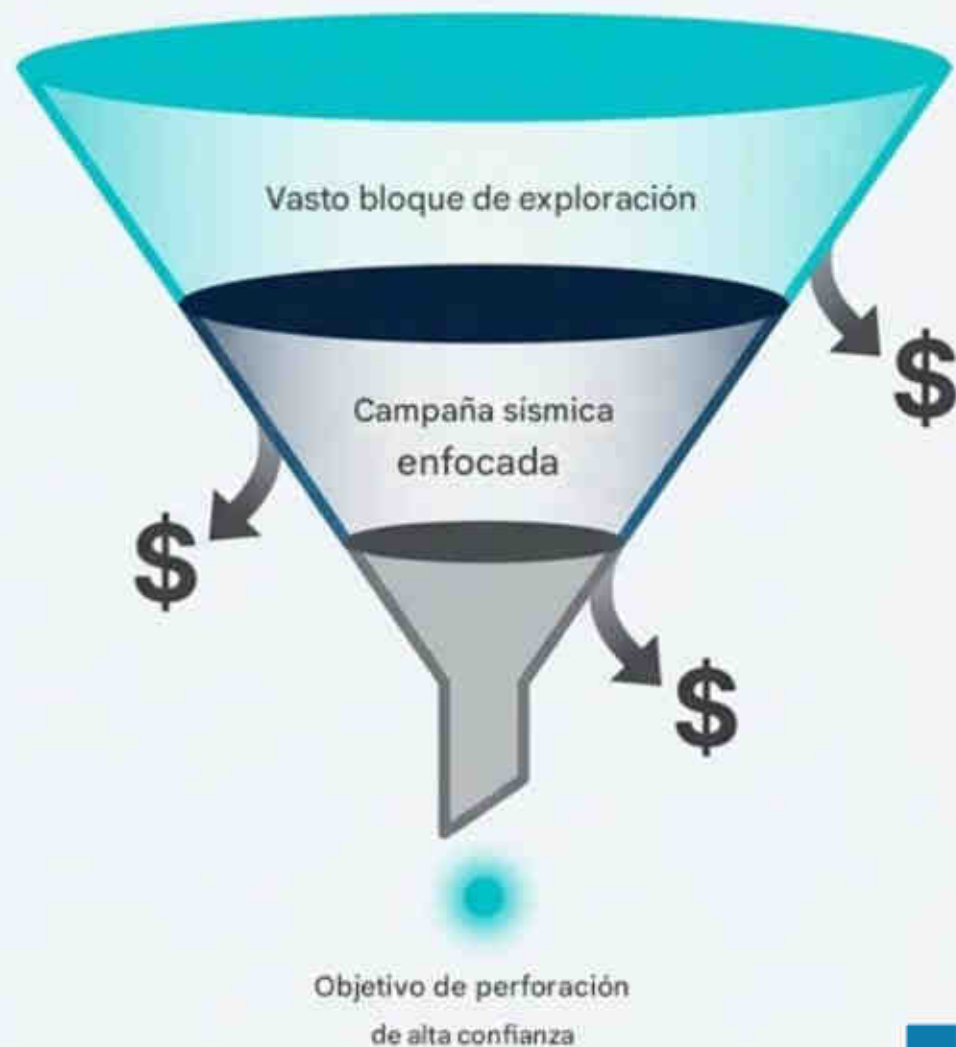 Vasto bloque de exploración
$
Campaña sísmica
enfocada
$
$
Objetivo de perforación
de alta confianza